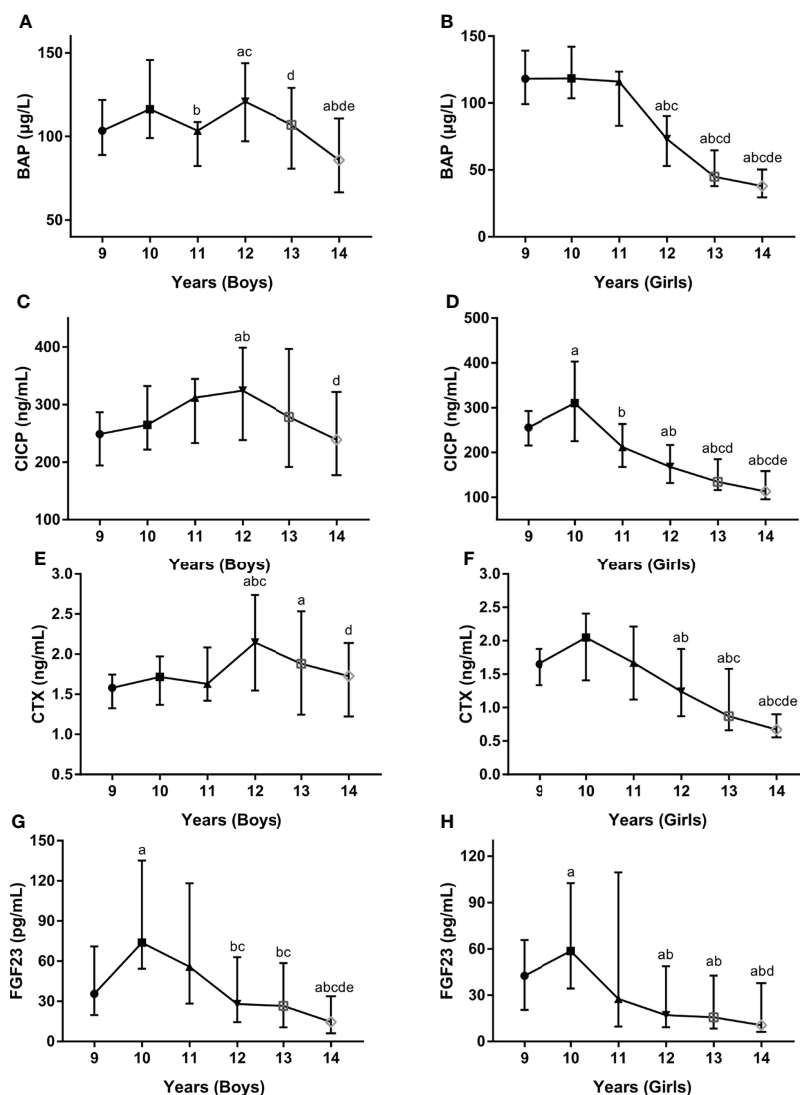 A
BAP (µg/L)
150
100
50
b
ac
d
abde
9 10 11 12 13 14
Years (Boys)
B
BAP (µg/L)
150
100
50
0
abc
abcd
abcde
9 10 11 12 13 14
Years (Girls)
C
CICP (ng/mL)
400
300
200
100
ab
d
9 10 11 12 13 14
Years (Boys)
D
CICP (ng/mL)
500
400
300
200
100
a
b
ab
abcd
abcde
9 10 11 12 13 14
Years (Girls)
E
CTX (ng/mL)
3.0
2.5
2.0
1.5
1.0
0.5
abc
a
d
9 10 11 12 13 14
Years (Boys)
F
CTX (ng/mL)
3.0
2.5
2.0
1.5
1.0
0.5
0.0
ab
abc
abcde
9 10 11 12 13 14
Years (Girls)
G
FGF23 (pg/mL)
150
120
90
60
30
0
a
bc
bc
abcde
9 10 11 12 13 14
Years (Boys)
H
FGF23 (pg/mL)
120
90
60
30
0
a
ab
ab
abd
9 10 11 12 13 14
Years (Girls)